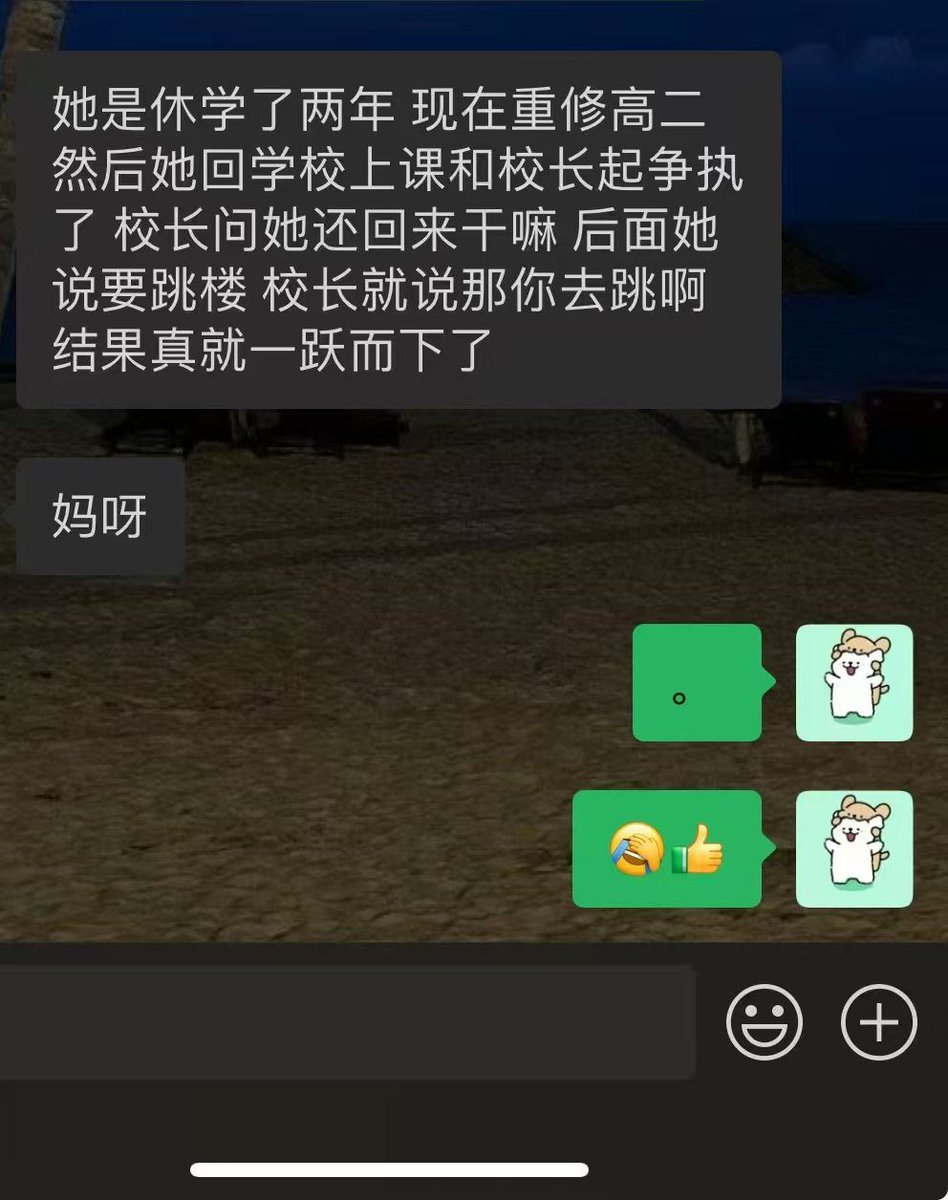 她是休学了两年 现在重修高二
然后她回学校上课和校长起争执
了 校长问她还回来干嘛 后面她
说要跳楼 校长就说那你去跳啊
结果真就一跃而下了
妈呀
。
🤦👍